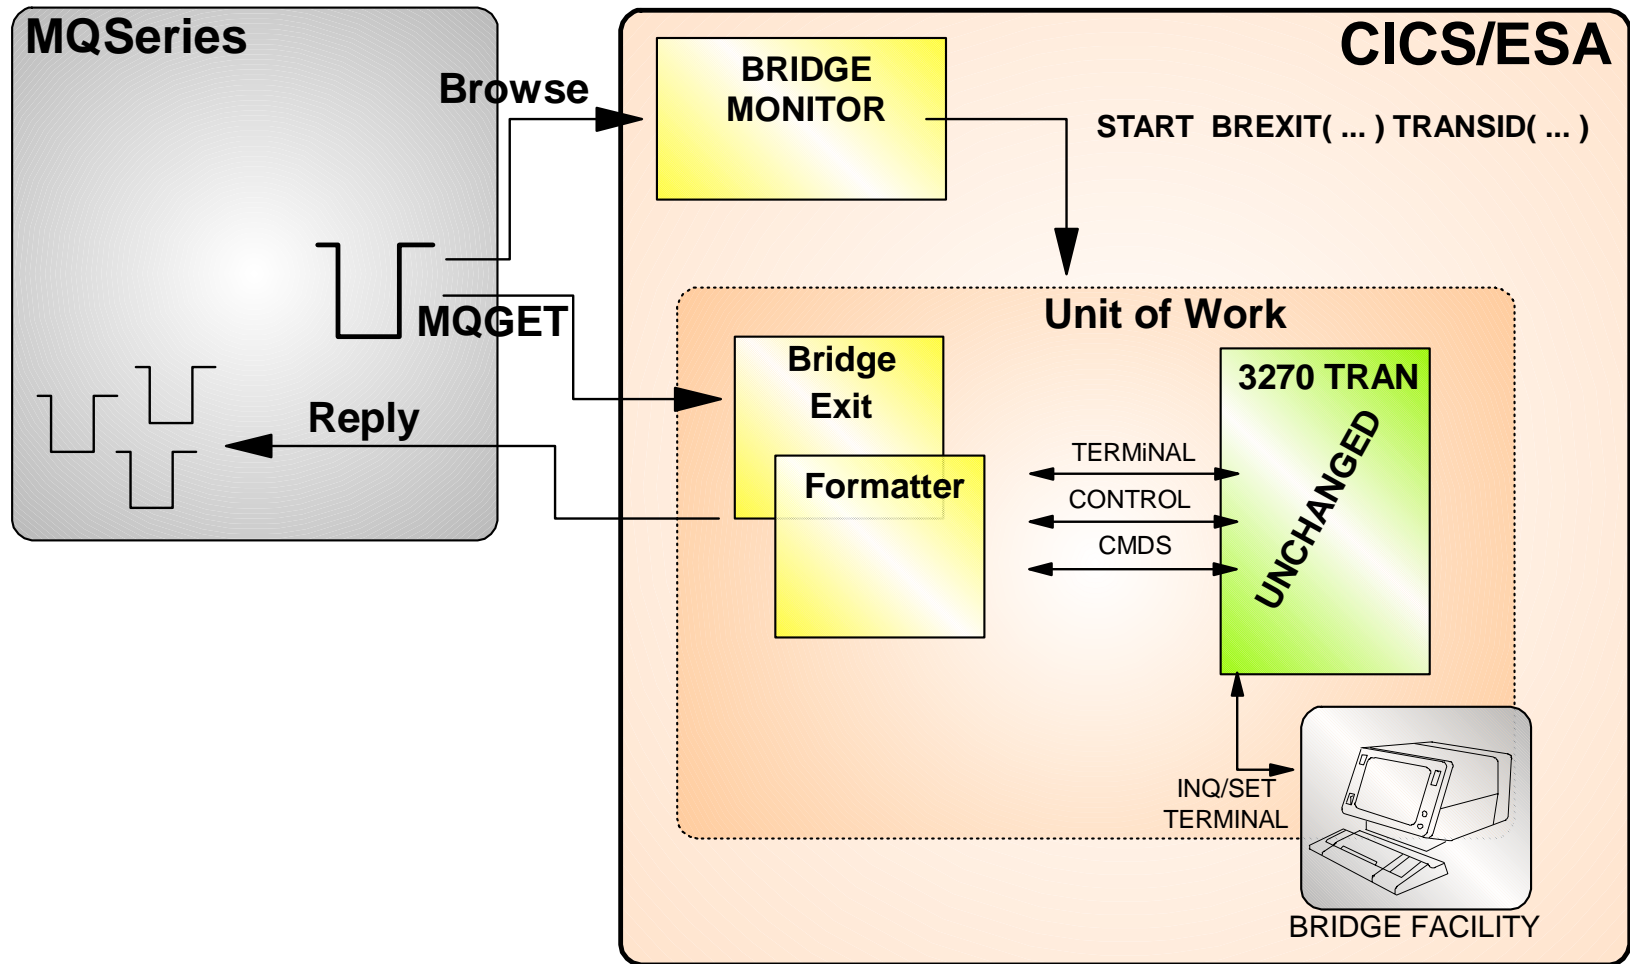 MQSeries
CICS/ESA
Browse
BRIDGE
MONITOR
START BREXIT( ... ) TRANSID( ... )
MQGET
Unit of Work
Bridge
Exit
3270 TRAN
UNCHANGED
Reply
TERMiNAL
Formatter
CONTROL
CMDS
INQ/SET
TERMINAL
BRIDGE FACILITY